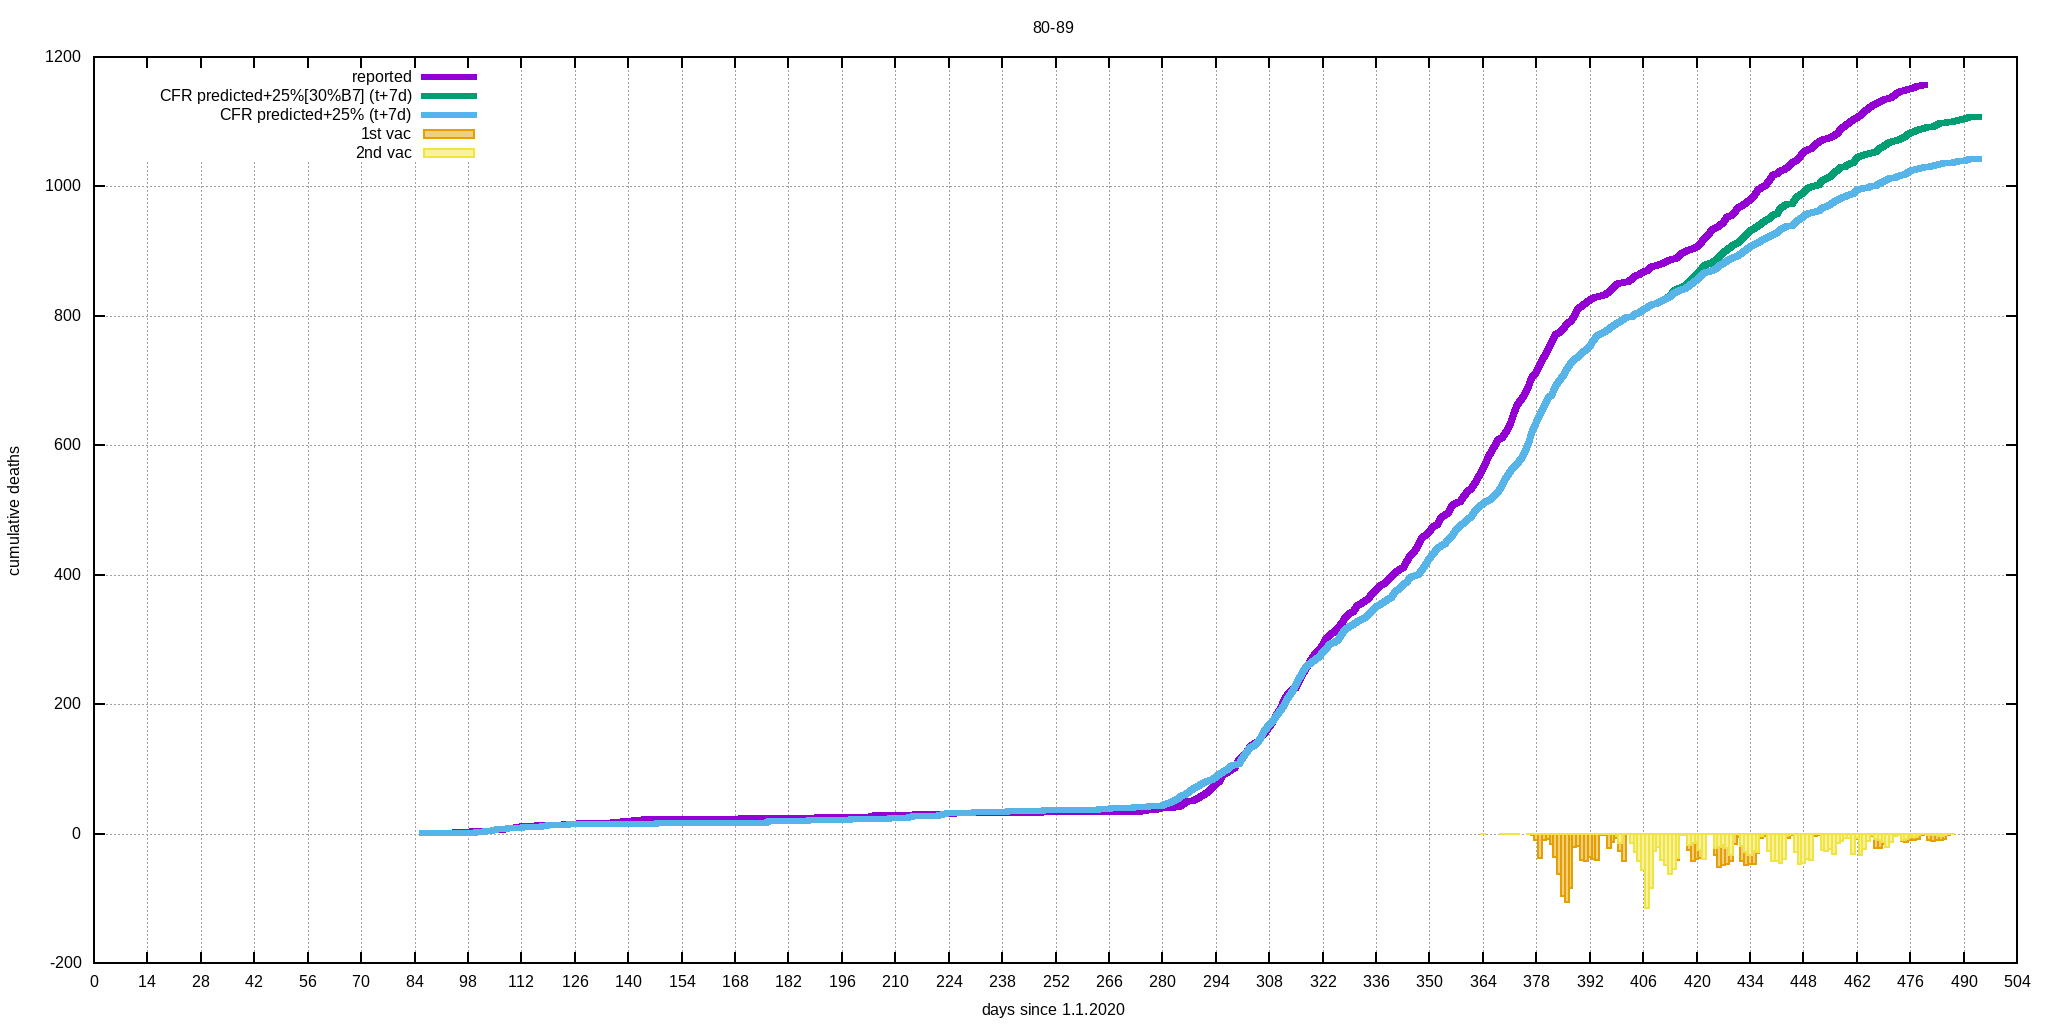 80-89
1200
1000
800
600
400
200
0
-200
cumulative deaths
reported
CFR predicted+25%[30%B7] (t+7d)
CFR predicted+25% (t+7d)
1st vac
2nd vac
0 14 28 42 56 70 84 98 112 126 140 154 168 182 196 210 224 238 252 266 280 294 308 322 336 350 364 378 392 406 420 434 448 462 476 490 504
days since 1.1.2020